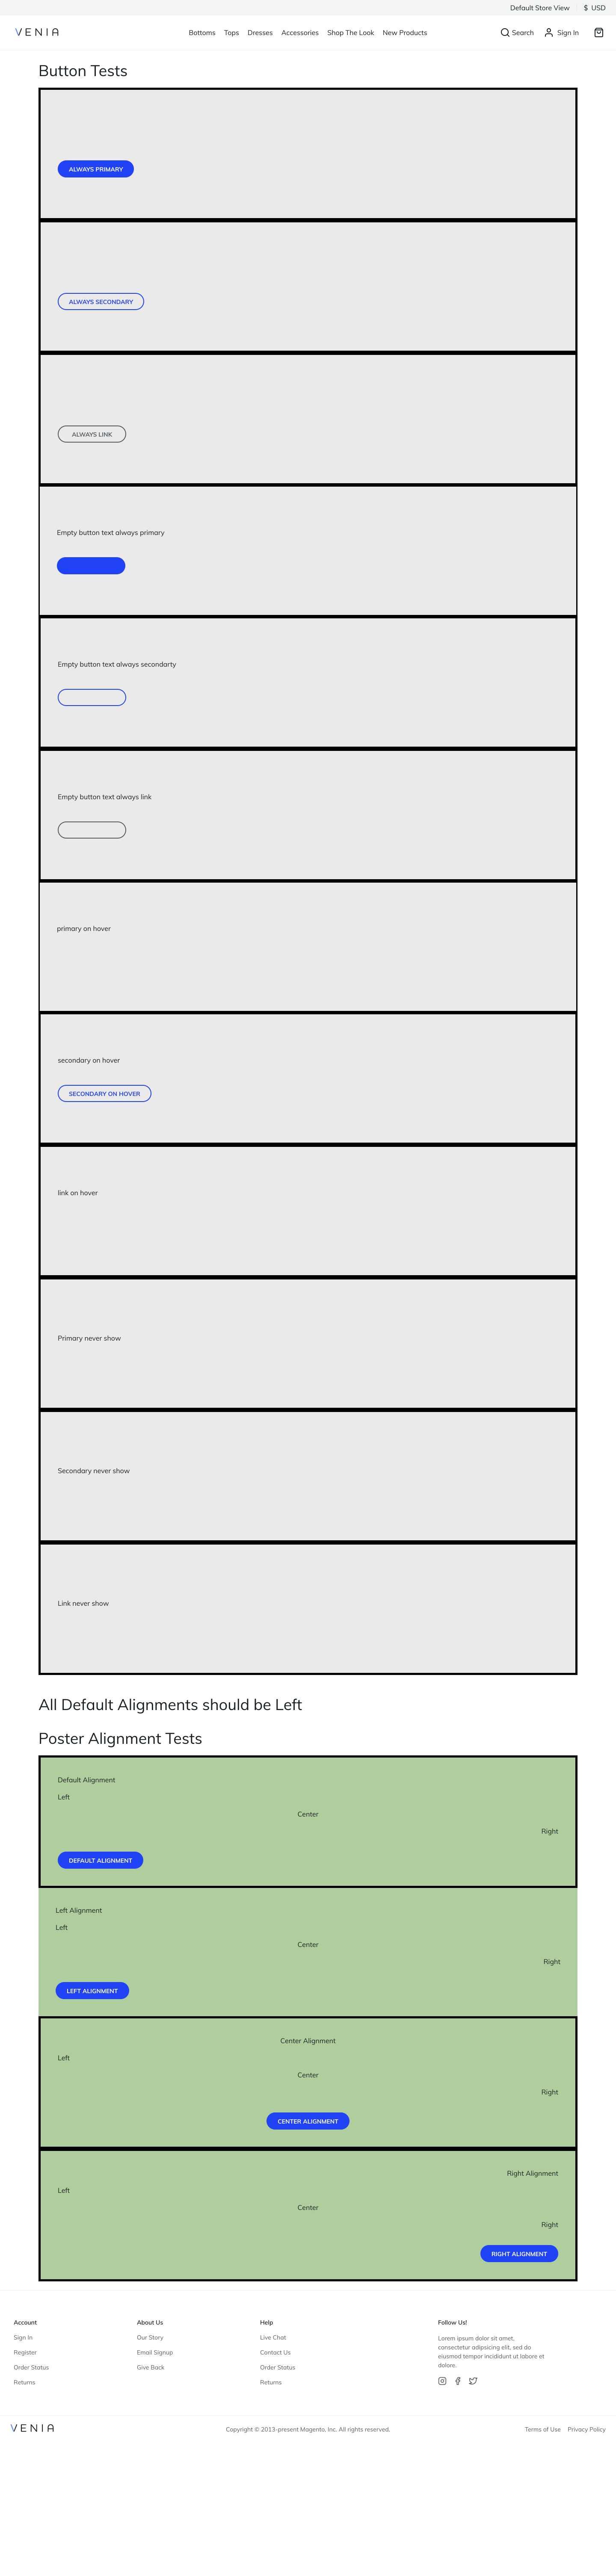 Default Store View $ USD
VENIA Bottoms Tops Dresses Accessories Shop The Look New Products Search Sign In
Button Tests
ALWAYS PRIMARY
ALWAYS SECONDARY
ALWAYS LINK
Empty button text always primary
Empty button text always secondarty
Empty button text always link
primary on hover
secondary on hover
SECONDARY ON HOVER
link on hover
Primary never show
Secondary never show
Link never show
All Default Alignments should be Left
Poster Alignment Tests
Default Alignment
Left
Center
Right
DEFAULT ALIGNMENT
Left Alignment
Left
Center
Right
LEFT ALIGNMENT
Center Alignment
Left
Center
Right
CENTER ALIGNMENT
Right Alignment
Left
Center
Right
RIGHT ALIGNMENT
Account
Sign In
Register
Order Status
Returns
About Us
Our Story
Email Signup
Give Back
Help
Live Chat
Contact Us
Order Status
Returns
Follow Us!
Lorem ipsum dolor sit amet,
consectetur adipsicing elit, sed do
eiusmod tempor incididunt ut labore et
dolore.
VENIA Copyright © 2013-present Magento, Inc. All rights reserved. Terms of Use Privacy Policy